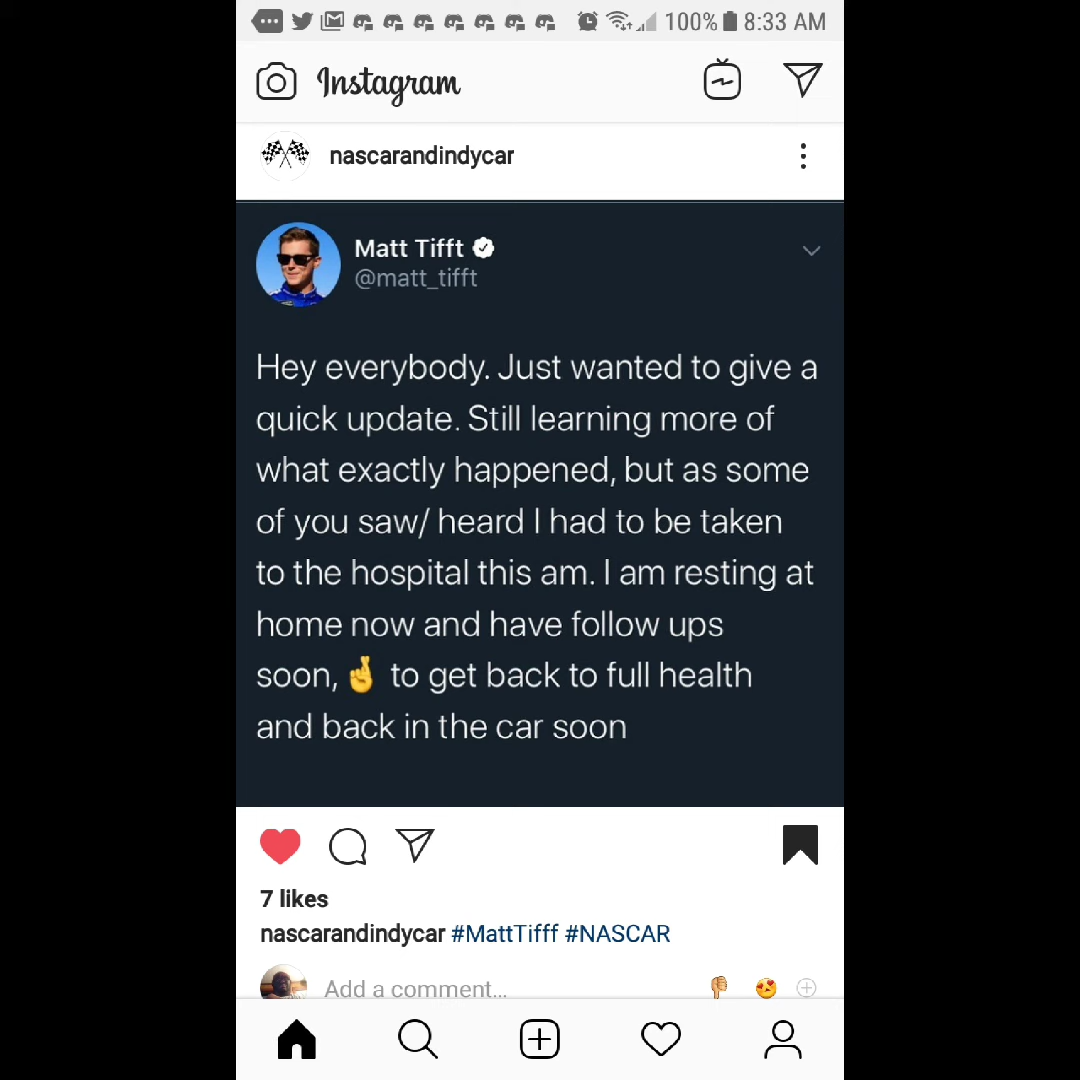 100% 8:33 AM
Instagram
nascarandindycar
Matt Tifft
@matt_tifft
Hey everybody. Just wanted to give a
quick update. Still learning more of
what exactly happened, but as some
of you saw/ heard I had to be taken
to the hospital this am. I am resting at
home now and have follow ups
soon, 🤞 to get back to full health
and back in the car soon
7 likes
nascarandindycar #MattTifff #NASCAR
Add a comment...